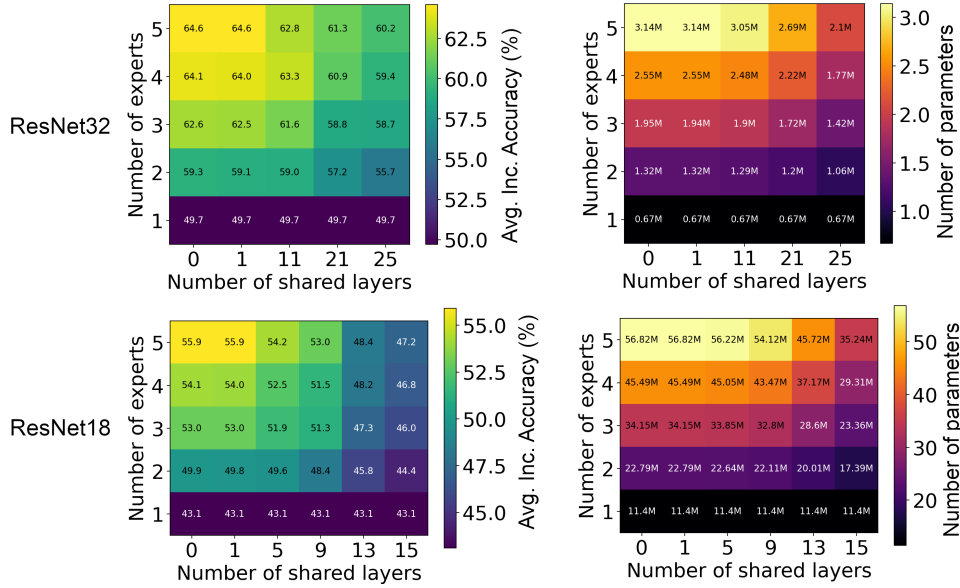 ResNet32
Number of experts
5 64.6 64.6 62.8 61.3 60.2
4 64.1 64.0 63.3 60.9 59.4
3 62.6 62.5 61.6 58.8 58.7
2 59.3 59.1 59.0 57.2 55.7
1 49.7 49.7 49.7 49.7 49.7
0 1 11 21 25
Number of shared layers
62.5
60.0
57.5
55.0
52.5
50.0
Avg. Inc. Accuracy (%)
Number of experts
5 3.14M 3.14M 3.05M 2.69M 2.1M
4 2.55M 2.55M 2.48M 2.22M 1.77M
3 1.95M 1.94M 1.9M 1.72M 1.42M
2 1.32M 1.32M 1.29M 1.2M 1.06M
1 0.67M 0.67M 0.67M 0.67M 0.67M
0 1 11 21 25
Number of shared layers
3.0
2.5
2.0
1.5
1.0
Number of parameters
ResNet18
Number of experts
5 55.9 55.9 54.2 53.0 48.4 47.2
4 54.1 54.0 52.5 51.5 48.2 46.8
3 53.0 53.0 51.9 51.3 47.3 46.0
2 49.9 49.8 49.6 48.4 45.8 44.4
1 43.1 43.1 43.1 43.1 43.1 43.1
0 1 5 9 13 15
Number of shared layers
55.0
52.5
50.0
47.5
45.0
Avg. Inc. Accuracy (%)
Number of experts
5 56.82M 56.82M 56.22M 54.12M 45.72M 35.24M
4 45.49M 45.49M 45.05M 43.47M 37.17M 29.31M
3 34.15M 34.15M 33.85M 32.8M 28.6M 23.36M
2 22.79M 22.79M 22.64M 22.11M 20.01M 17.39M
1 11.4M 11.4M 11.4M 11.4M 11.4M 11.4M
0 1 5 9 13 15
Number of shared layers
50
40
30
20
Number of parameters